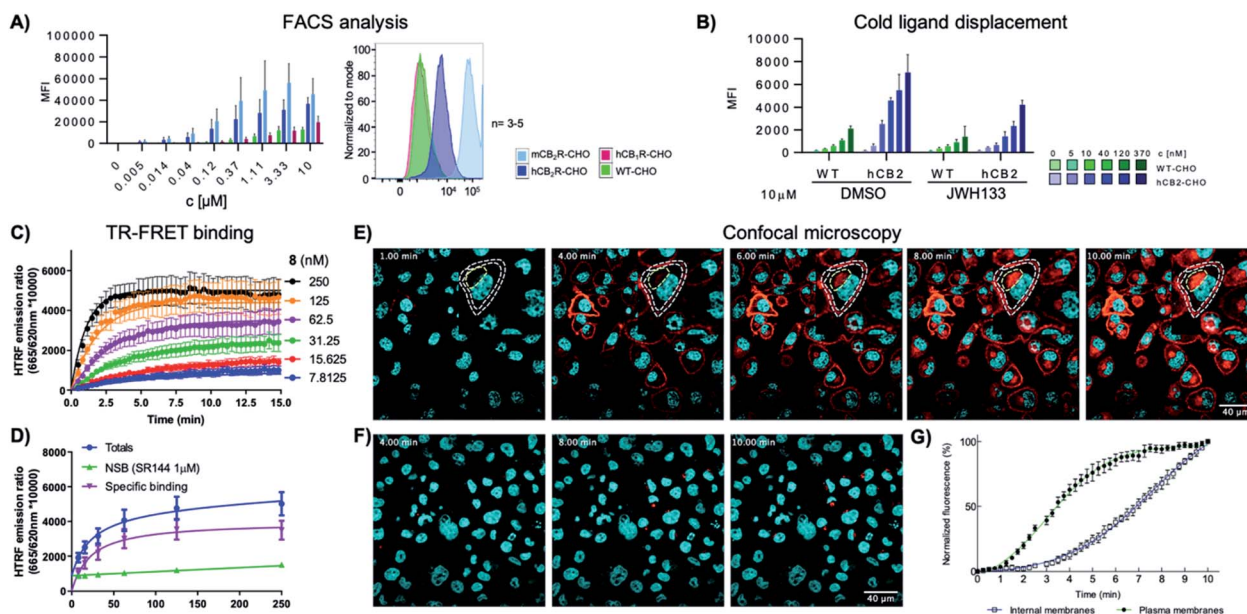 A)
FACS analysis
100000
80000
60000
40000
20000
0
MFI
0
0.005
0.014
0.04
0.12
0.37
1.11
3.33
10
c [µM]
Normalized to mode
100
80
60
40
20
0
0
10⁴
10⁵
n= 3-5
mCB₂R-CHO
hCB₁R-CHO
hCB₂R-CHO
WT-CHO
B)
Cold ligand displacement
10000
8000
6000
4000
2000
0
MFI
WT
hCB2
WT
hCB2
10µM
DMSO
JWH133
0 5 10 40 120 370 c [nM]
WT-CHO
hCB2-CHO
C)
TR-FRET binding
HTRF emission ratio
(665/620nm *10000)
6000
4000
2000
0
0.0 2.5 5.0 7.5 10.0 12.5 15.0
Time (min)
8 (nM)
250
125
62.5
31.25
15.625
7.8125
D)
HTRF emission ratio
(665/620nm *10000)
8000
6000
4000
2000
0
Totals
NSB (SR144 1µM)
Specific binding
0 50 100 150 200 250
E)
Confocal microscopy
1.00 min
4.00 min
6.00 min
8.00 min
10.00 min
40 µm
F)
4.00 min
8.00 min
10.00 min
40 µm
G)
Normalized fluorescence (%)
100
50
0 1 2 3 4 5 6 7 8 9 10
Time (min)
Internal membranes
Plasma membranes